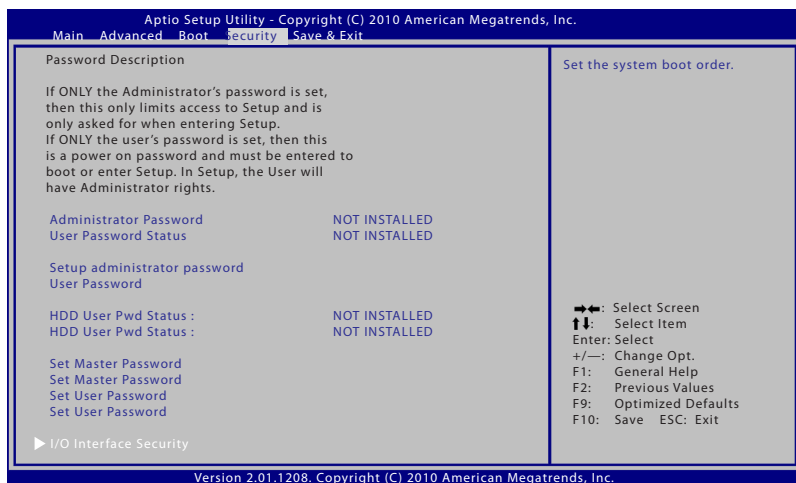 Aptio Setup Utility - Copyright (C) 2010 American Megatrends, Inc.
Main Advanced Boot Security Save & Exit
Password Description
If ONLY the Administrator's password is set,
then this only limits access to Setup and is
only asked for when entering Setup.
If ONLY the user's password is set, then this
is a power on password and must be entered to
boot or enter Setup. In Setup, the User will
have Administrator rights.
Administrator Password NOT INSTALLED
User Password Status NOT INSTALLED
Setup administrator password
User Password
HDD User Pwd Status : NOT INSTALLED
HDD User Pwd Status : NOT INSTALLED
Set Master Password
Set Master Password
Set User Password
Set User Password
I/O Interface Security
Set the system boot order.
: Select Screen
: Select Item
Enter: Select
+/—: Change Opt.
F1: General Help
F2: Previous Values
F9: Optimized Defaults
F10: Save ESC: Exit
Version 2.01.1208. Copyright (C) 2010 American Megatrends, Inc.